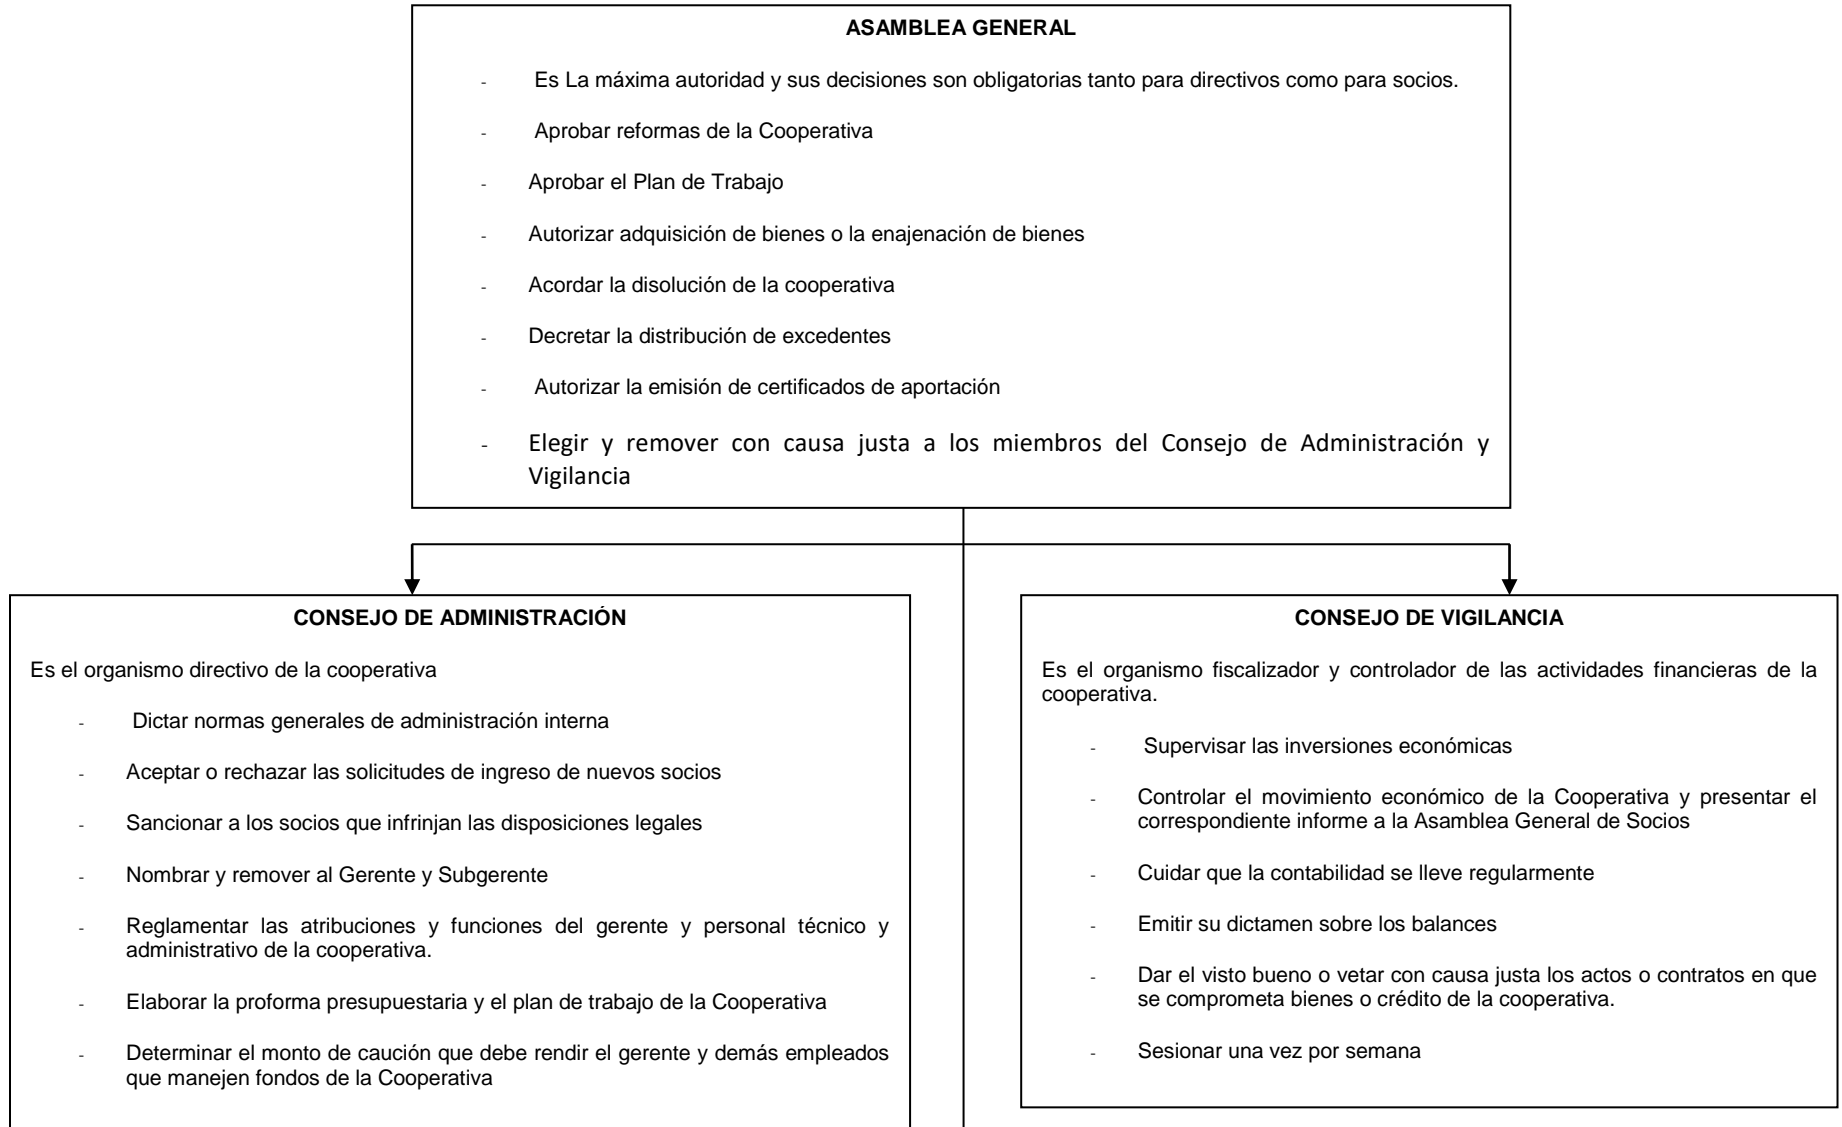 ASAMBLEA GENERAL
- Es La máxima autoridad y sus decisiones son obligatorias tanto para directivos como para socios.
- Aprobar reformas de la Cooperativa
- Aprobar el Plan de Trabajo
- Autorizar adquisición de bienes o la enajenación de bienes
- Acordar la disolución de la cooperativa
- Decretar la distribución de excedentes
- Autorizar la emisión de certificados de aportación
- Elegir y remover con causa justa a los miembros del Consejo de Administración y
Vigilancia
CONSEJO DE ADMINISTRACIÓN
Es el organismo directivo de la cooperativa
- Dictar normas generales de administración interna
- Aceptar o rechazar las solicitudes de ingreso de nuevos socios
- Sancionar a los socios que infrinjan las disposiciones legales
- Nombrar y remover al Gerente y Subgerente
- Reglamentar las atribuciones y funciones del gerente y personal técnico y
administrativo de la cooperativa.
- Elaborar la proforma presupuestaria y el plan de trabajo de la Cooperativa
- Determinar el monto de caución que debe rendir el gerente y demás empleados
que manejen fondos de la Cooperativa
CONSEJO DE VIGILANCIA
Es el organismo fiscalizador y controlador de las actividades financieras de la
cooperativa.
- Supervisar las inversiones económicas
- Controlar el movimiento económico de la Cooperativa y presentar el
correspondiente informe a la Asamblea General de Socios
- Cuidar que la contabilidad se lleve regularmente
- Emitir su dictamen sobre los balances
- Dar el visto bueno o vetar con causa justa los actos o contratos en que
se comprometa bienes o crédito de la cooperativa.
- Sesionar una vez por semana